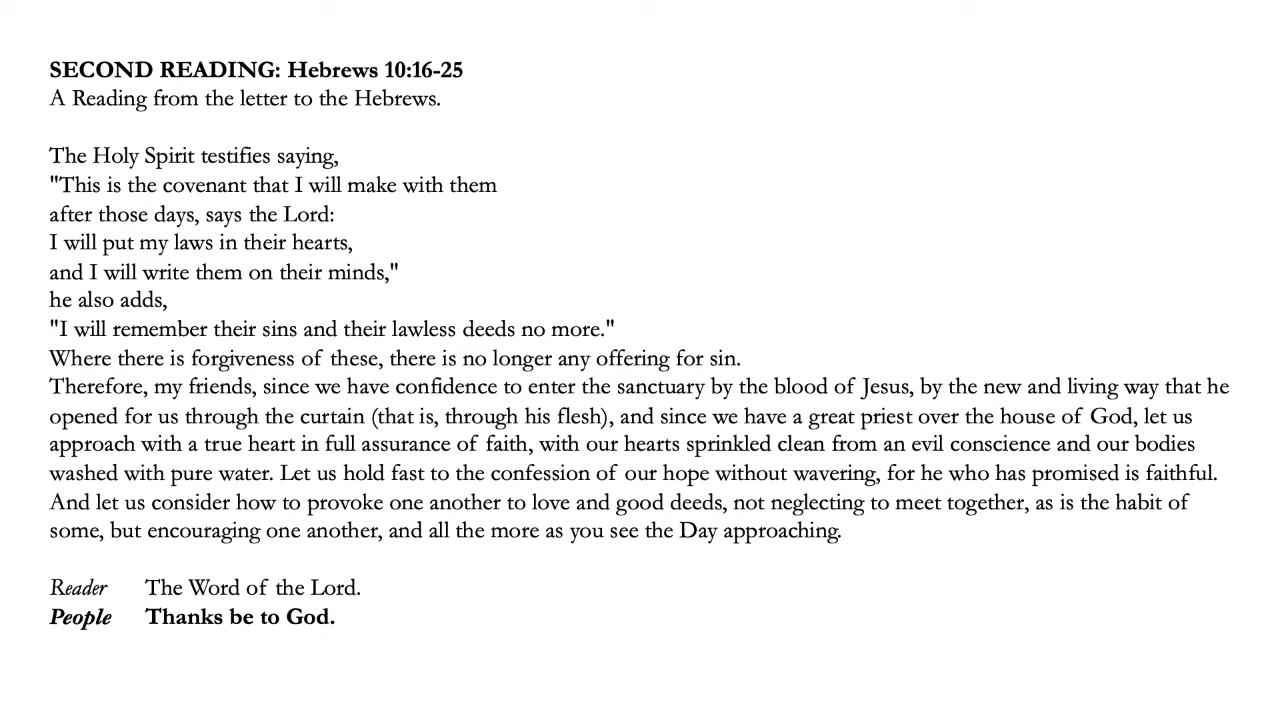 SECOND READING: Hebrews 10:16-25
A Reading from the letter to the Hebrews.
The Holy Spirit testifies saying,
"This is the covenant that I will make with them
after those days, says the Lord:
I will put my laws in their hearts,
and I will write them on their minds,"
he also adds,
"I will remember their sins and their lawless deeds no more."
Where there is forgiveness of these, there is no longer any offering for sin.
Therefore, my friends, since we have confidence to enter the sanctuary by the blood of Jesus, by the new and living way that he
opened for us through the curtain (that is, through his flesh), and since we have a great priest over the house of God, let us
approach with a true heart in full assurance of faith, with our hearts sprinkled clean from an evil conscience and our bodies
washed with pure water. Let us hold fast to the confession of our hope without wavering, for he who has promised is faithful.
And let us consider how to provoke one another to love and good deeds, not neglecting to meet together, as is the habit of
some, but encouraging one another, and all the more as you see the Day approaching.
Reader The Word of the Lord.
People Thanks be to God.